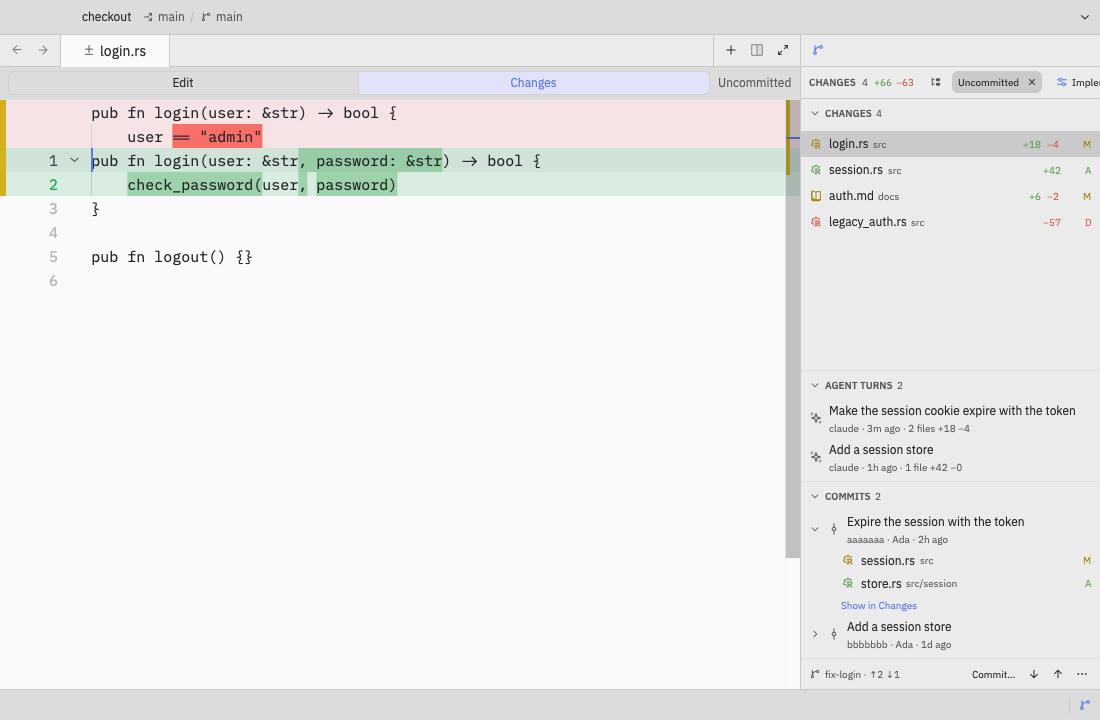 checkout main / main
login.rs
Edit Changes Uncommitted
pub fn login(user: &str) -> bool {
user == "admin"
1 pub fn login(user: &str, password: &str) -> bool {
2 check_password(user, password)
3 }
4
5 pub fn logout() {}
6
CHANGES 4 +66 −63 Uncommitted × Imple
CHANGES 4
login.rs src +18 −4 M
session.rs src +42 A
auth.md docs +6 −2 M
legacy_auth.rs src −57 D
AGENT TURNS 2
Make the session cookie expire with the token
claude · 3m ago · 2 files +18 −4
Add a session store
claude · 1h ago · 1 file +42 −0
COMMITS 2
Expire the session with the token
aaaaaaa · Ada · 2h ago
session.rs src M
store.rs src/session A
Show in Changes
Add a session store
bbbbbbb · Ada · 1d ago
fix-login · ↑2 ↓1 Commit... ↓ ↑ ···